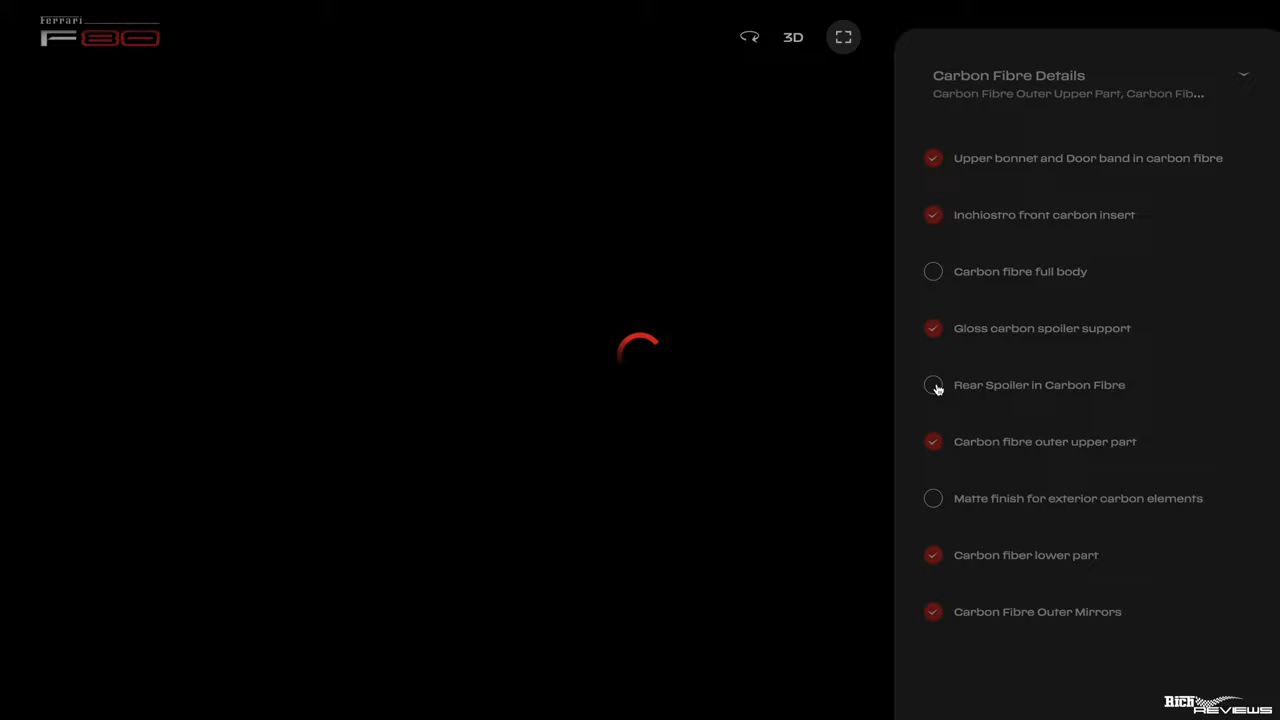 Ferrari
F80
3D
Carbon Fibre Details
Carbon Fibre Outer Upper Part, Carbon Fib...
Upper bonnet and Door band in carbon fibre
Inchiostro front carbon insert
Carbon fibre full body
Gloss carbon spoiler support
Rear Spoiler in Carbon Fibre
Carbon fibre outer upper part
Matte finish for exterior carbon elements
Carbon fiber lower part
Carbon Fibre Outer Mirrors
Rich
REVIEWS